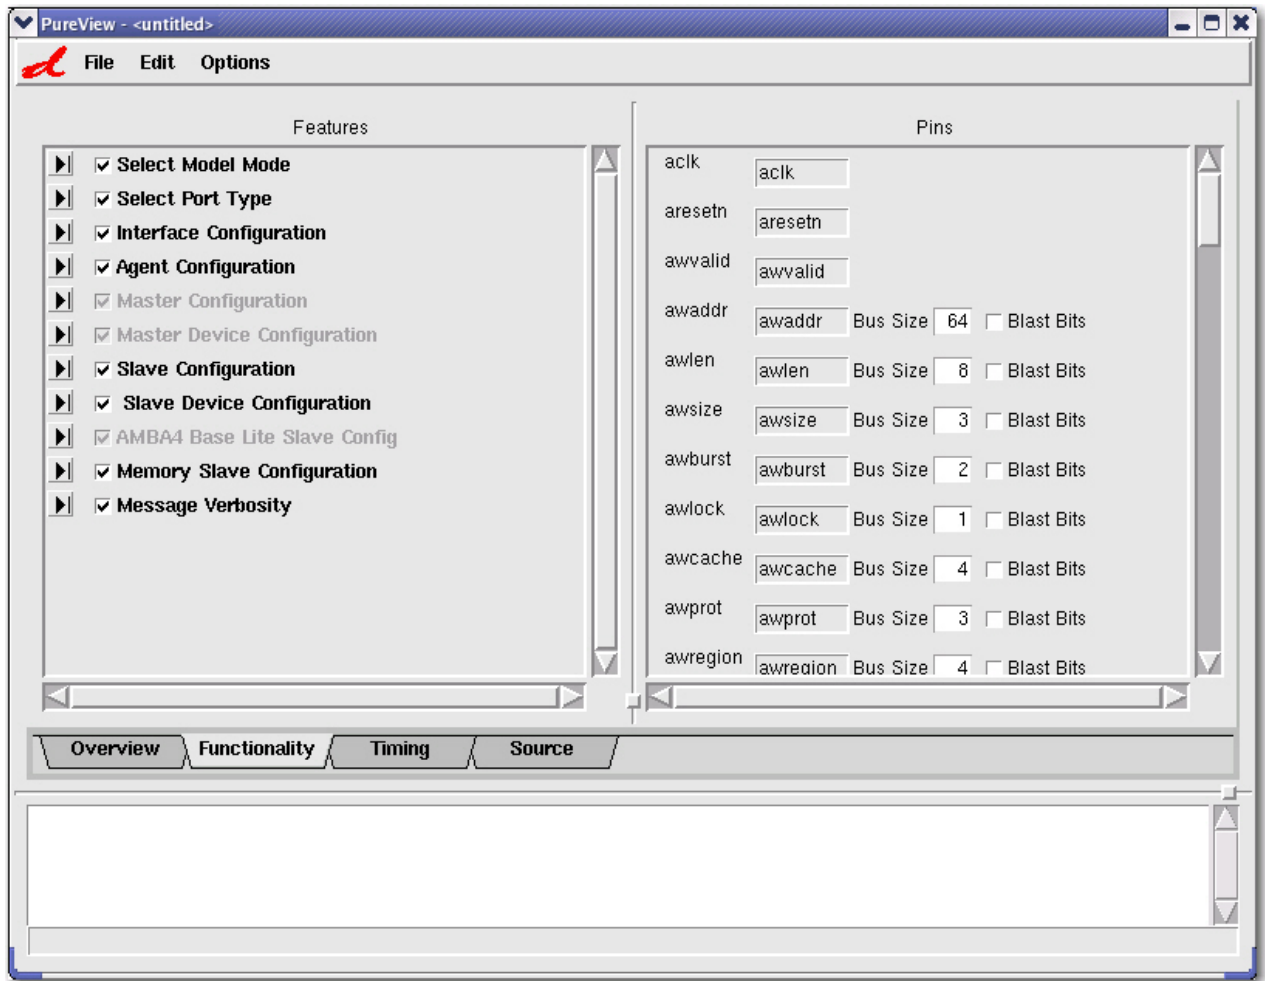 PureView - <untitled>
File Edit Options
Features
Select Model Mode
Select Port Type
Interface Configuration
Agent Configuration
Master Configuration
Master Device Configuration
Slave Configuration
Slave Device Configuration
AMBA4 Base Lite Slave Config
Memory Slave Configuration
Message Verbosity
Pins
aclk aclk
aresetn aresetn
awvalid awvalid
awaddr awaddr Bus Size 64 Blast Bits
awlen awlen Bus Size 8 Blast Bits
awsize awsize Bus Size 3 Blast Bits
awburst awburst Bus Size 2 Blast Bits
awlock awlock Bus Size 1 Blast Bits
awcache awcache Bus Size 4 Blast Bits
awprot awprot Bus Size 3 Blast Bits
awregion awregion Bus Size 4 Blast Bits
Overview Functionality Timing Source